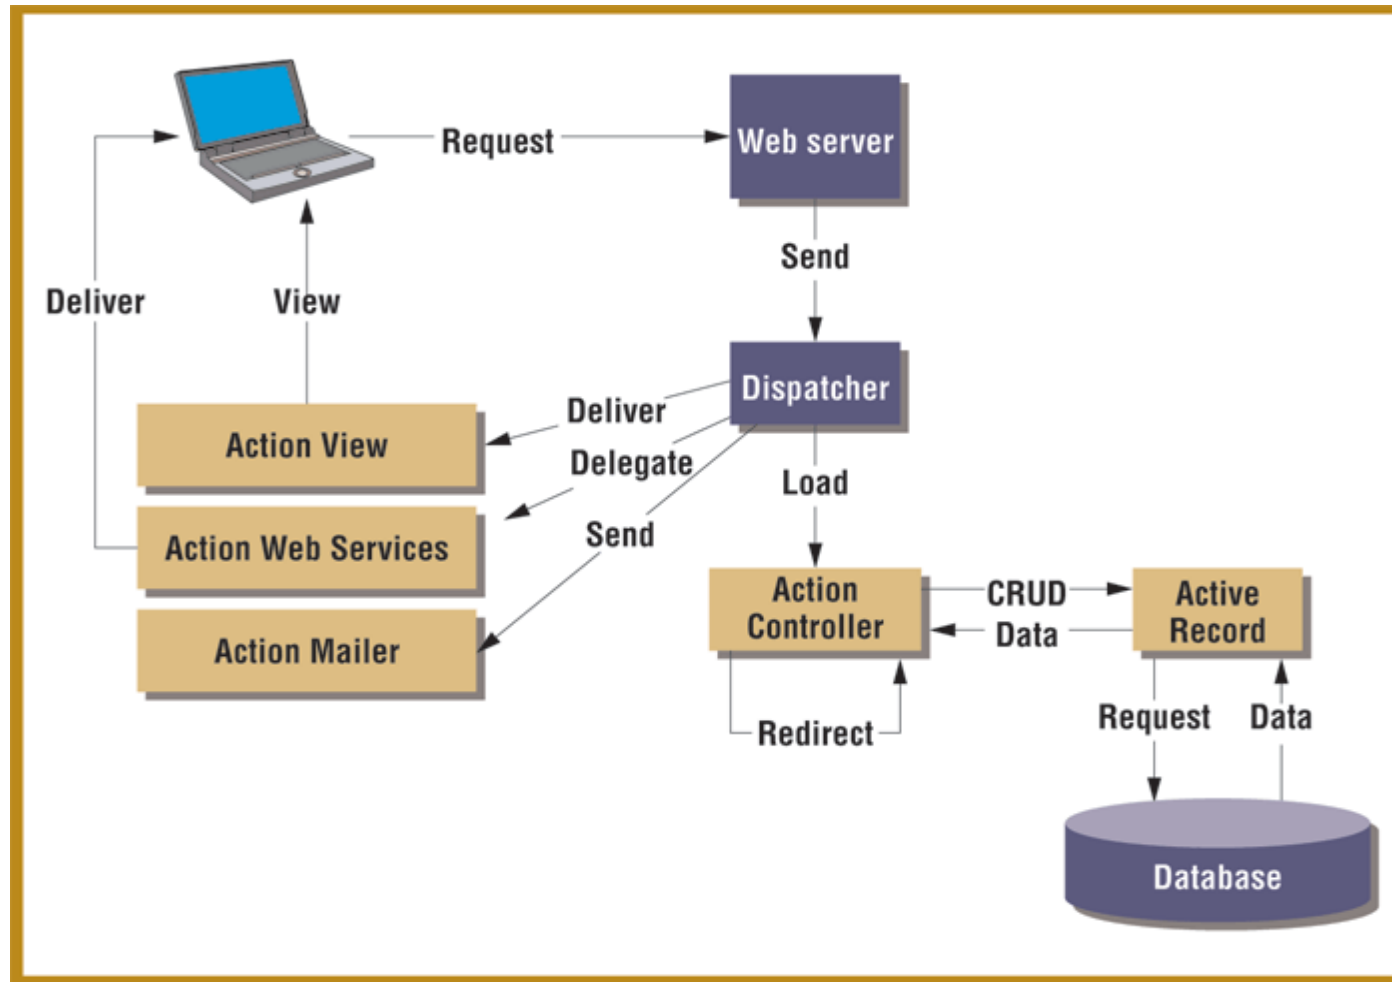 Request
Web server
Send
Deliver
View
Dispatcher
Deliver
Action View
Delegate
Load
Send
Action Web Services
Action
Controller
CRUD
Data
Active
Record
Action Mailer
Redirect
Request
Data
Database